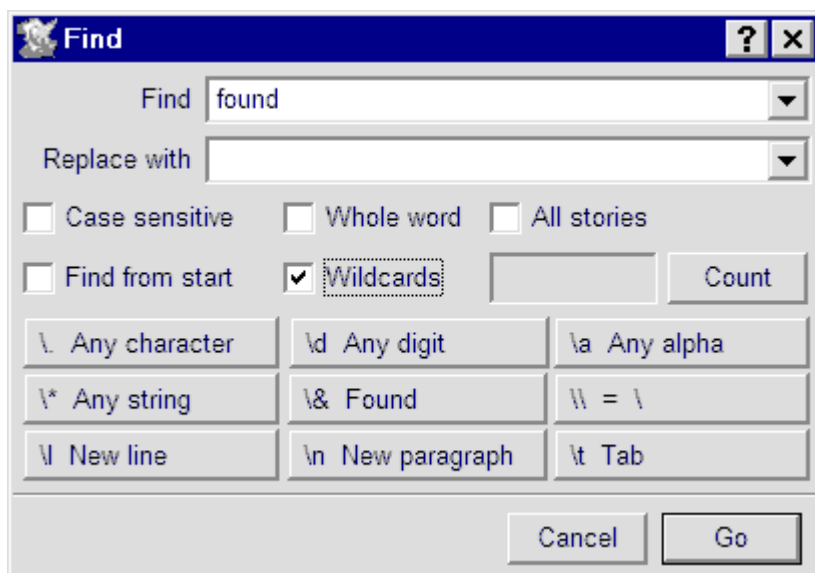 Find
Find found
Replace with
Case sensitive Whole word All stories
Find from start Wildcards Count
\. Any character \d Any digit \a Any alpha
\* Any string \& Found \\ = \
\l New line \n New paragraph \t Tab
Cancel Go